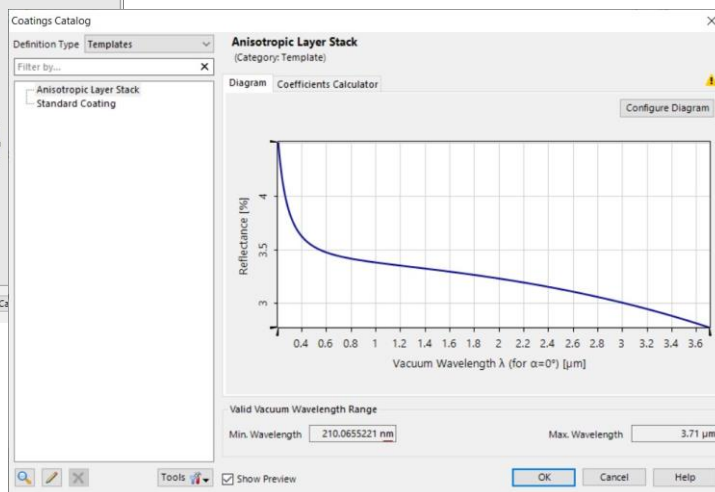 Coatings Catalog
Definition Type Templates
Filter by...
Anisotropic Layer Stack
Standard Coating
Tools
Anisotropic Layer Stack
(Category: Template)
Diagram Coefficients Calculator
Configure Diagram
Reflectance [%]
4
3.5
3
0.4 0.6 0.8 1 1.2 1.4 1.6 1.8 2 2.2 2.4 2.6 2.8 3 3.2 3.4 3.6
Vacuum Wavelength λ (for α=0°) [µm]
Valid Vacuum Wavelength Range
Min. Wavelength 210.0655221 nm Max. Wavelength 3.71 µm
Show Preview OK Cancel Help